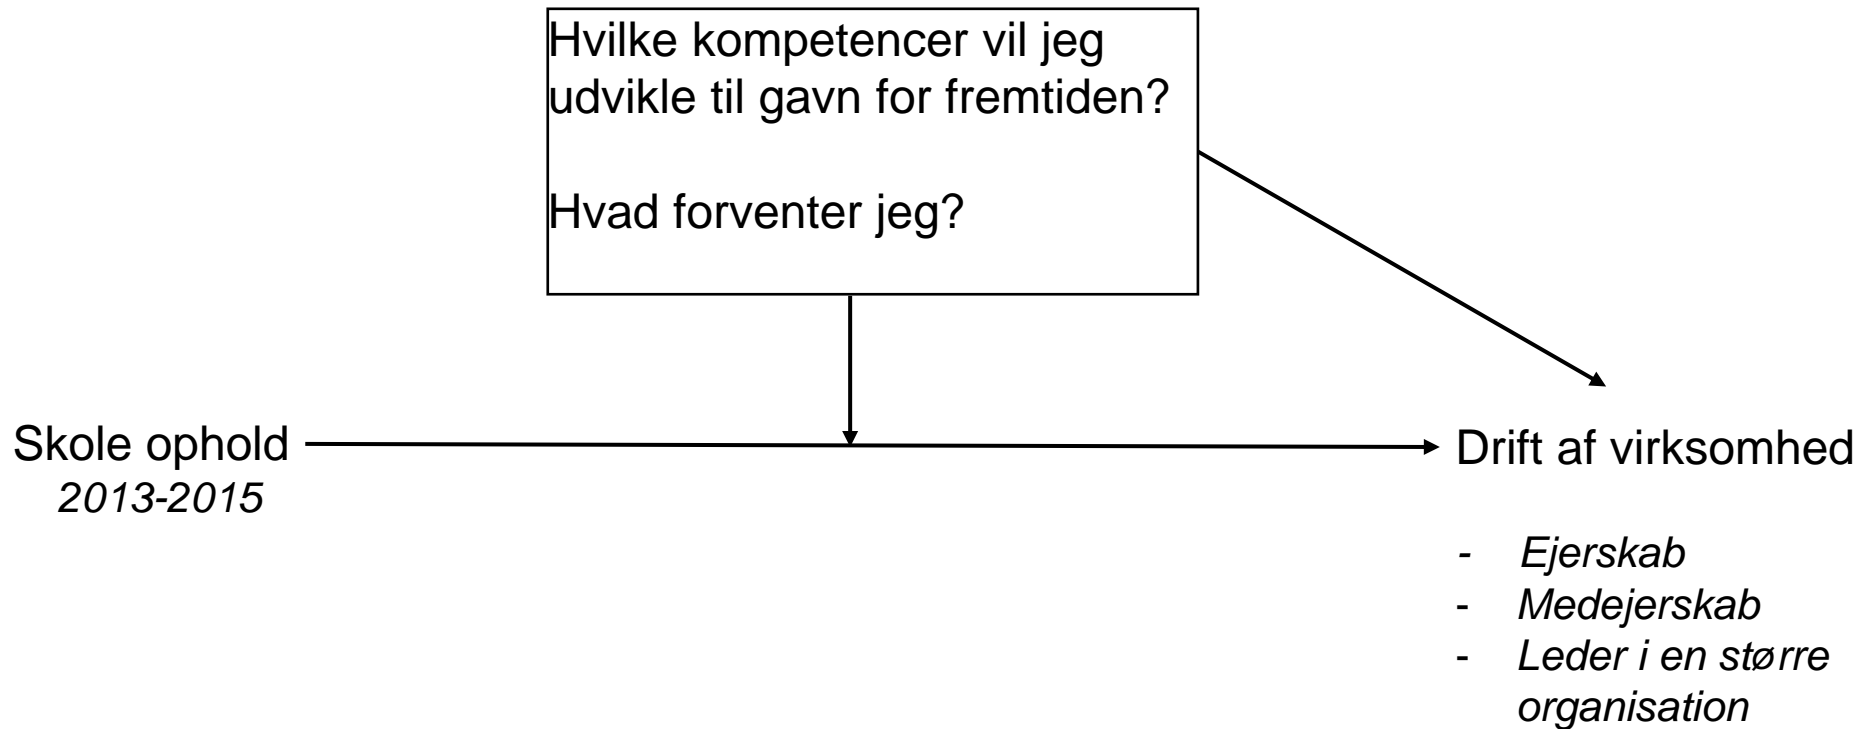 Hvilke kompetencer vil jeg
udvikle til gavn for fremtiden?
Hvad forventer jeg?
Skole ophold
2013-2015
Drift af virksomhed
- Ejerskab
- Medejerskab
- Leder i en større
organisation